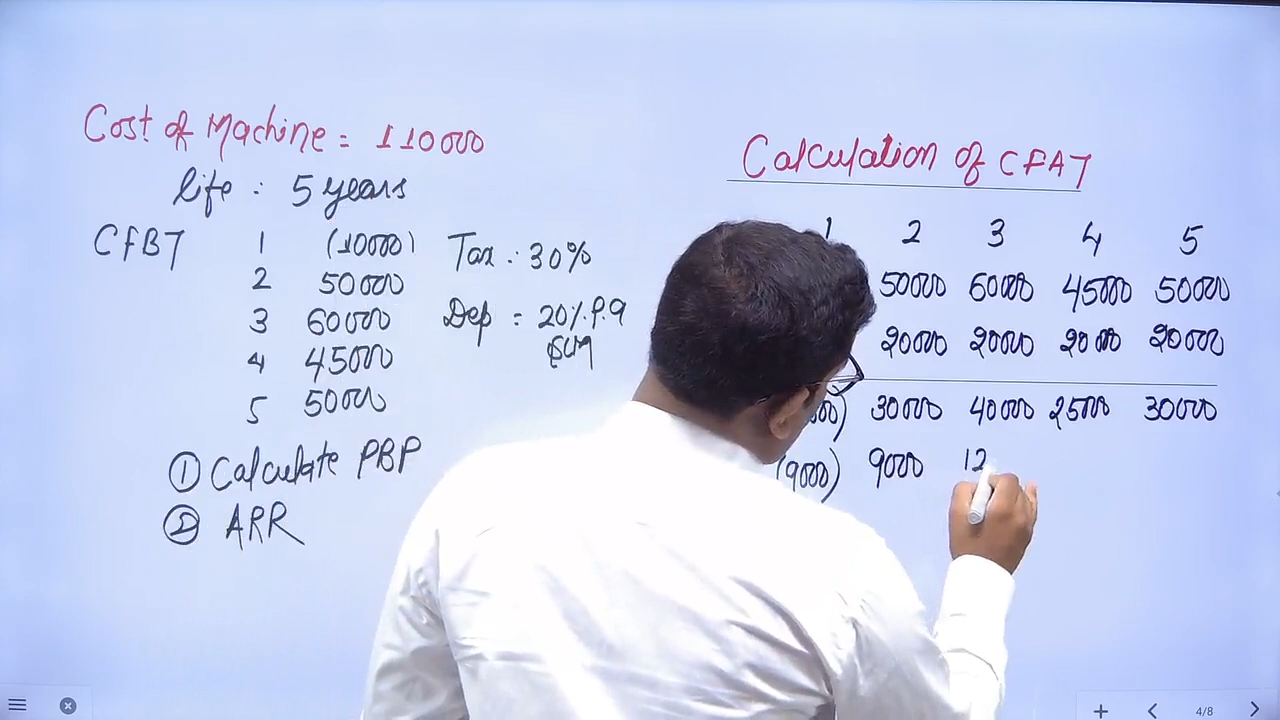 Cost of Machine = 110000
life : 5 years
CFBT 1 (10000)
2 50000
3 60000
4 45000
5 50000
Tax : 30%
Dep = 20% P.a
SLM
① Calculate PBP
② ARR
Calculation of CFAT
1 2 3 4 5
50000 60000 45000 50000
20000 20000 20000 20000
30000 40000 25000 30000
(9000) 9000 12
4/8